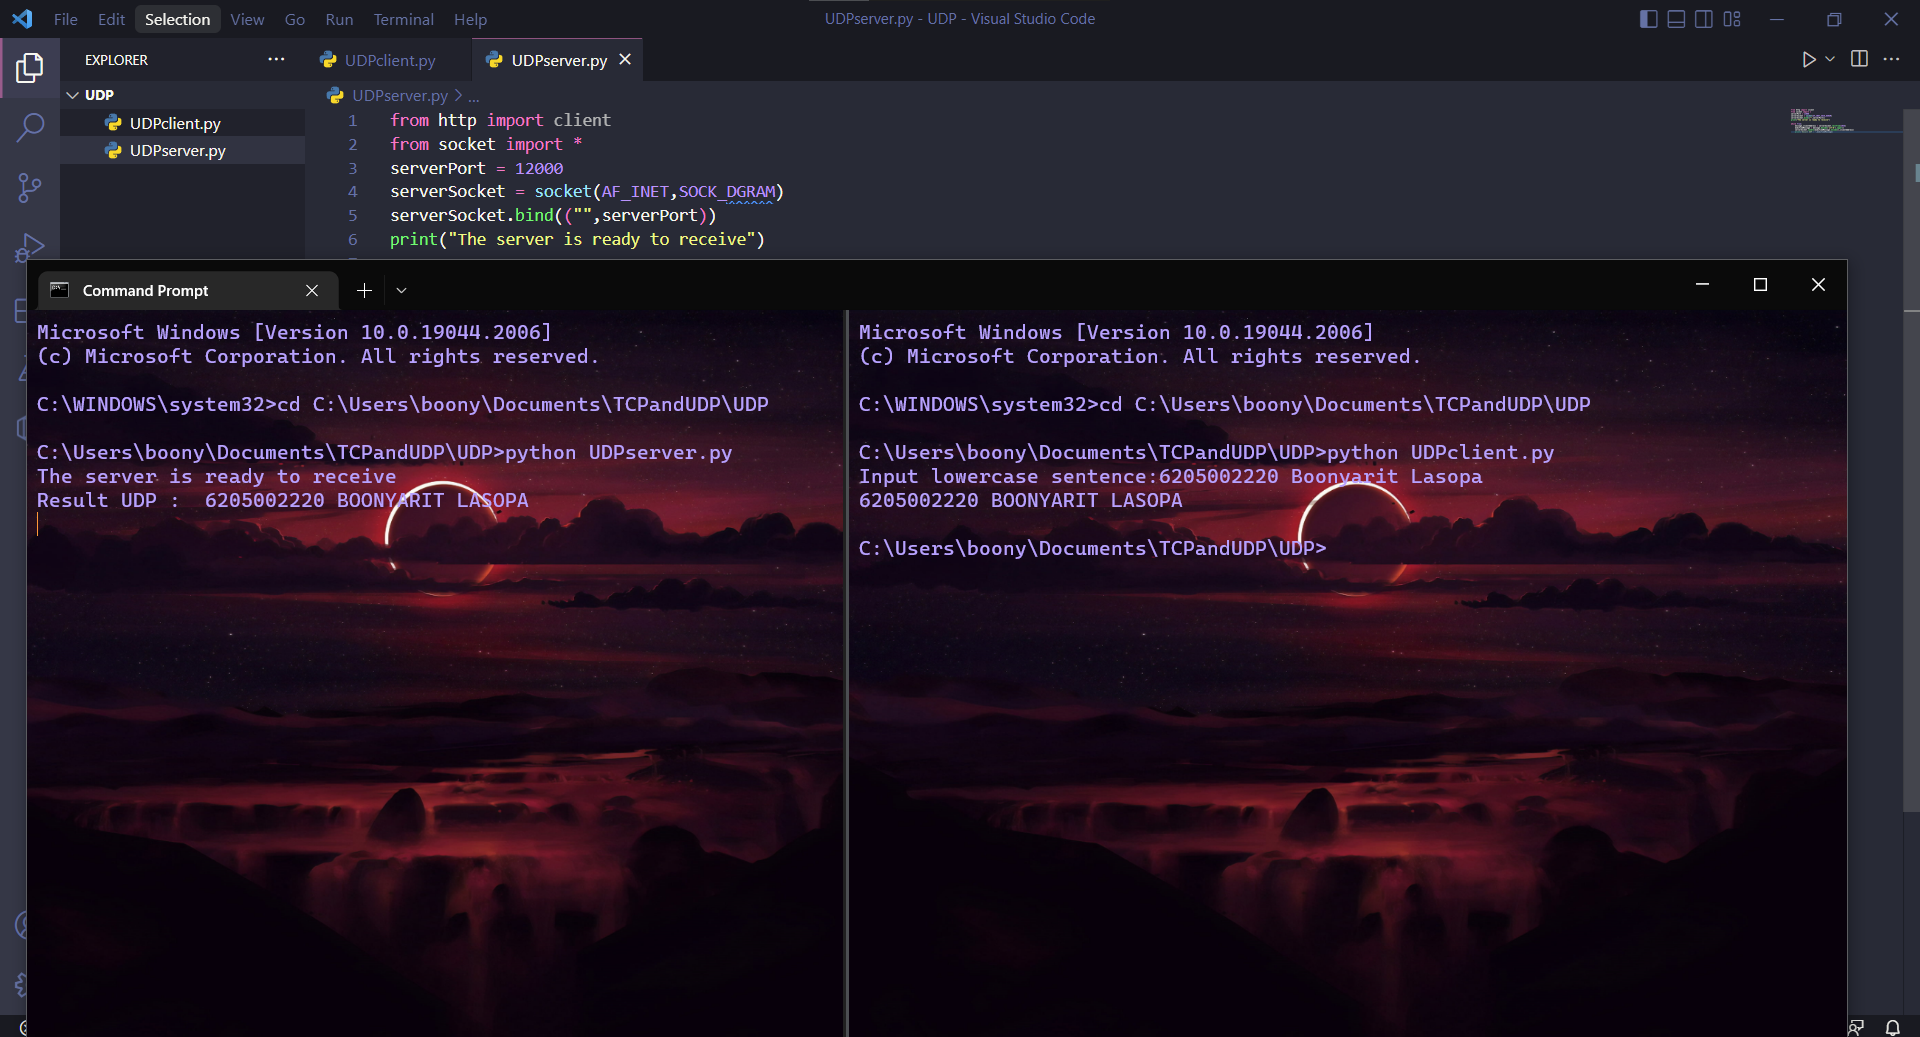 File Edit Selection View Go Run Terminal Help
UDPserver.py - UDP - Visual Studio Code
EXPLORER
UDPclient.py
UDPserver.py
UDP
UDPclient.py
UDPserver.py
UDPserver.py > ...
1 from http import client
2 from socket import *
3 serverPort = 12000
4 serverSocket = socket(AF_INET,SOCK_DGRAM)
5 serverSocket.bind(("",serverPort))
6 print("The server is ready to receive")
Command Prompt
Microsoft Windows [Version 10.0.19044.2006]
(c) Microsoft Corporation. All rights reserved.
C:\WINDOWS\system32>cd C:\Users\boony\Documents\TCPandUDP\UDP
C:\Users\boony\Documents\TCPandUDP\UDP>python UDPserver.py
The server is ready to receive
Result UDP :  6205002220 BOONYARIT LASOPA
Microsoft Windows [Version 10.0.19044.2006]
(c) Microsoft Corporation. All rights reserved.
C:\WINDOWS\system32>cd C:\Users\boony\Documents\TCPandUDP\UDP
C:\Users\boony\Documents\TCPandUDP\UDP>python UDPclient.py
Input lowercase sentence:6205002220 Boonyarit Lasopa
6205002220 BOONYARIT LASOPA
C:\Users\boony\Documents\TCPandUDP\UDP>